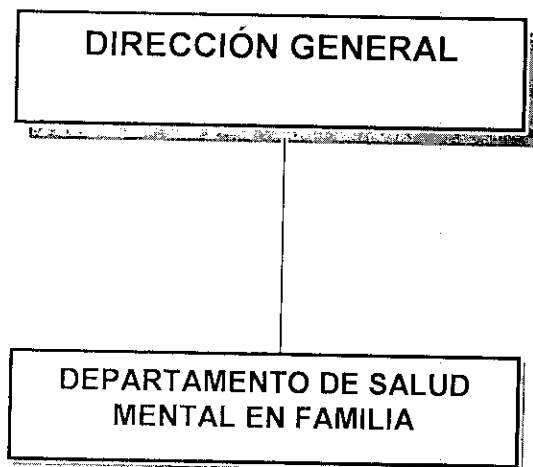 DIRECCIÓN GENERAL
DEPARTAMENTO DE SALUD
MENTAL EN FAMILIA